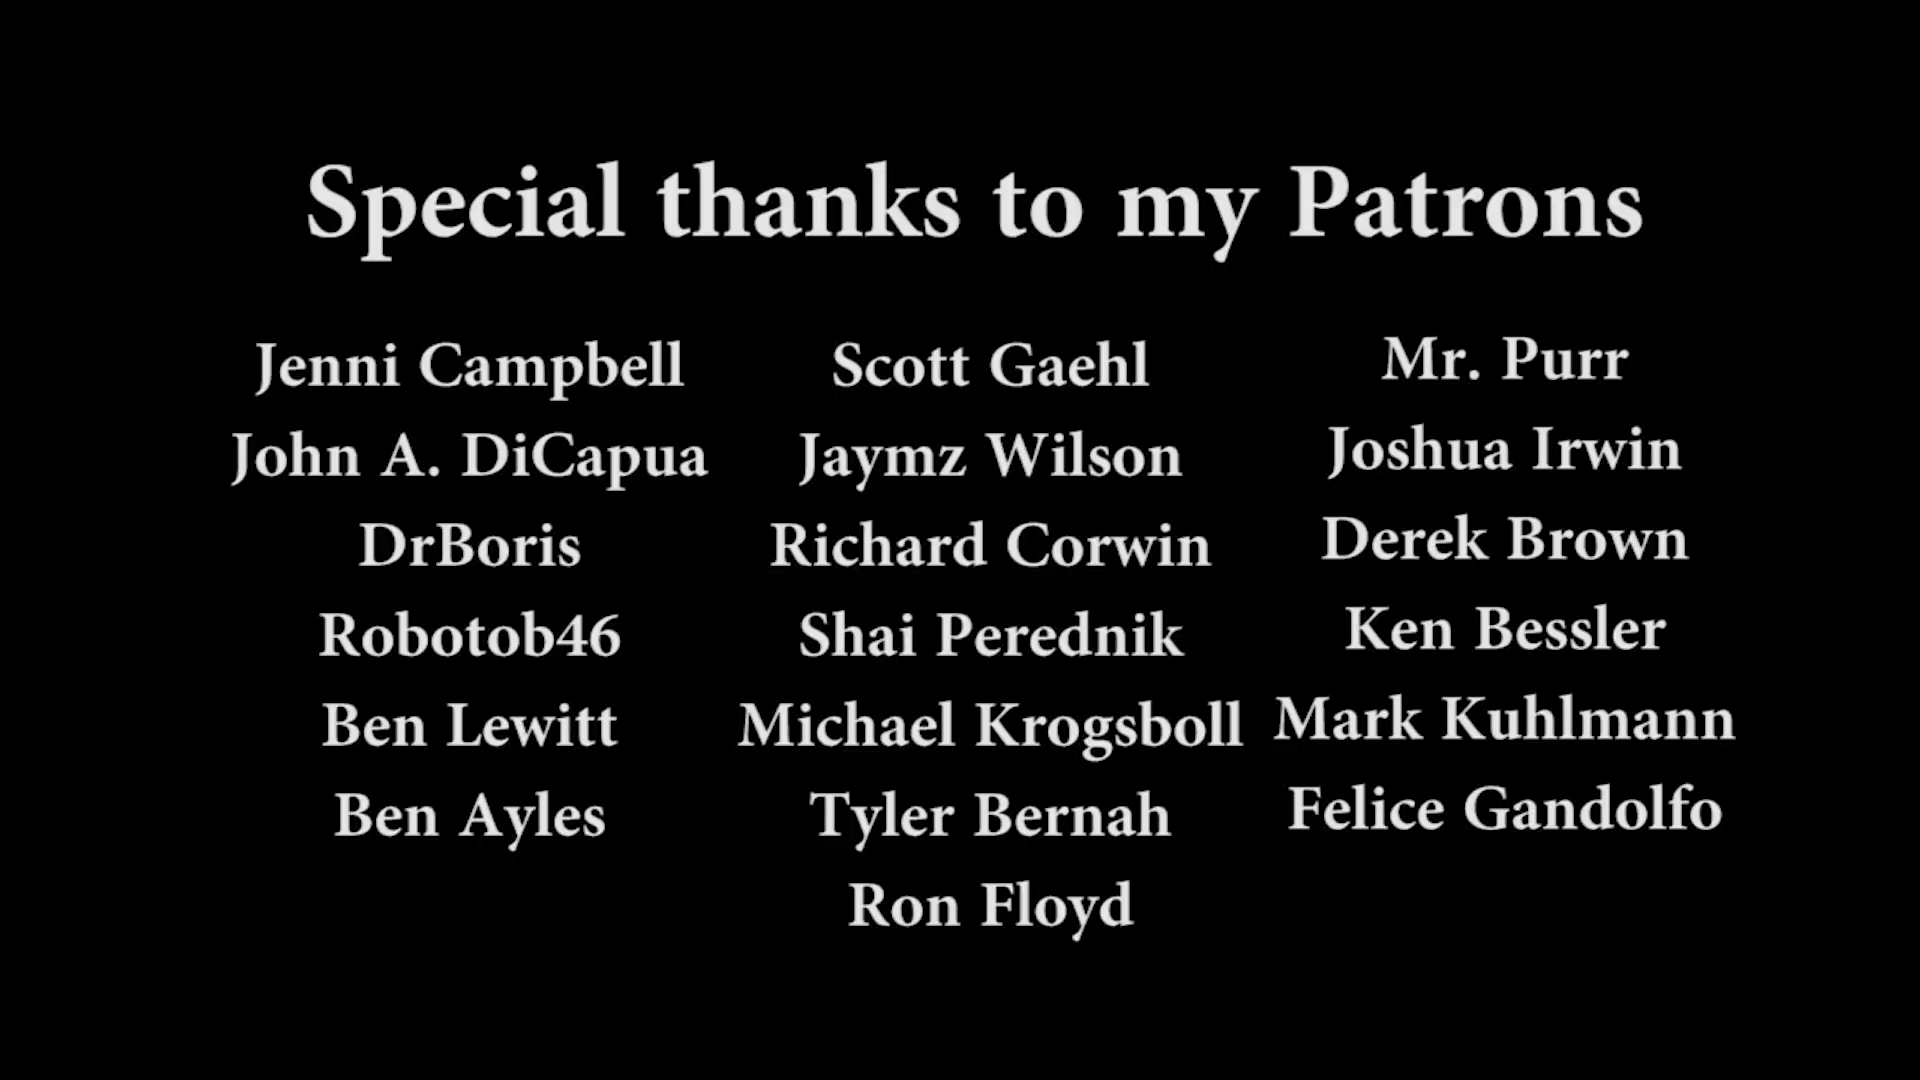 Special thanks to my Patrons
Jenni Campbell
John A. DiCapua
DrBoris
Robotob46
Ben Lewitt
Ben Ayles
Scott Gaehl
Jaymz Wilson
Richard Corwin
Shai Perednik
Michael Krogsboll
Tyler Bernah
Ron Floyd
Mr. Purr
Joshua Irwin
Derek Brown
Ken Bessler
Mark Kuhlmann
Felice Gandolfo